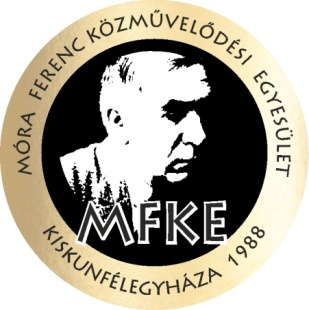 MÓRA FERENC KÖZMŰVELŐDÉSI EGYESÜLET
MFKE
KISKUNFÉLEGYHÁZA 1988